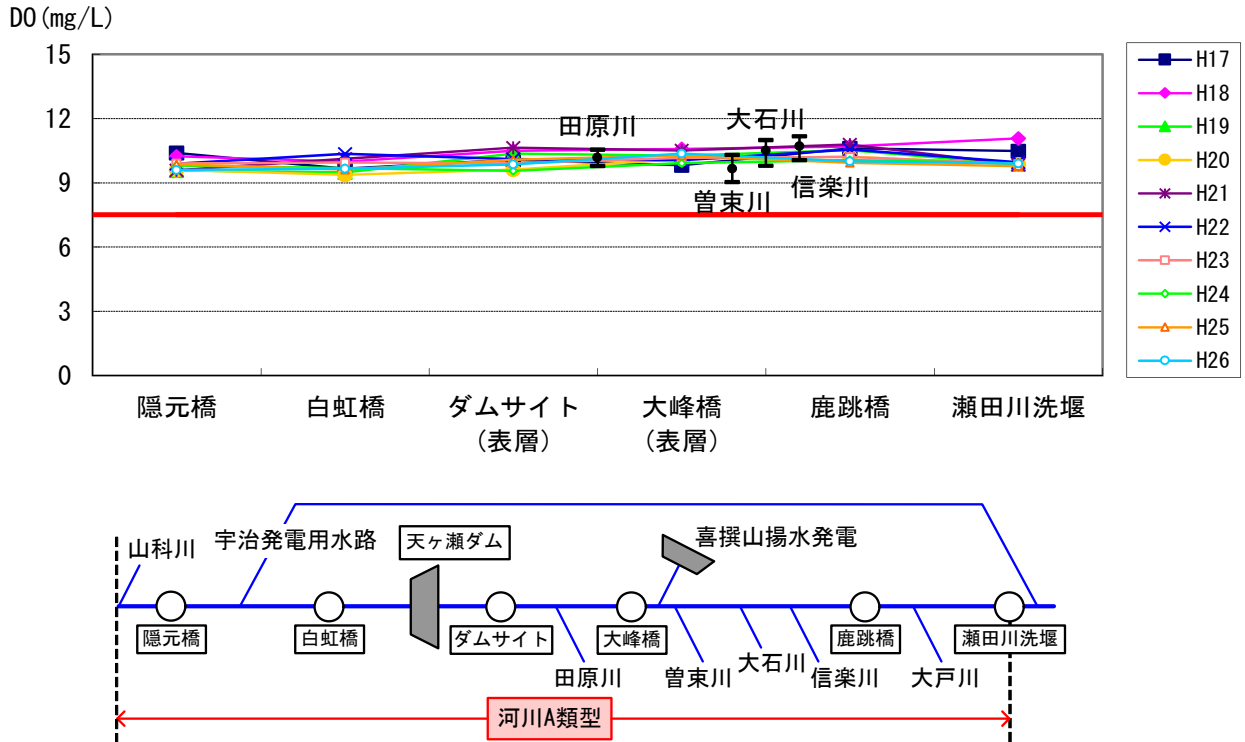 DO(mg/L)
15
12
9
6
3
0
田原川
大石川
曽束川
信楽川
H17
H18
H19
H20
H21
H22
H23
H24
H25
H26
隠元橋
白虹橋
ダムサイト
(表層)
大峰橋
(表層)
鹿跳橋
瀬田川洗堰
山科川
宇治発電用水路
天ヶ瀬ダム
喜撰山揚水発電
隠元橋
白虹橋
ダムサイト
大峰橋
鹿跳橋
瀬田川洗堰
田原川
曽束川
大石川
信楽川
大戸川
河川A類型